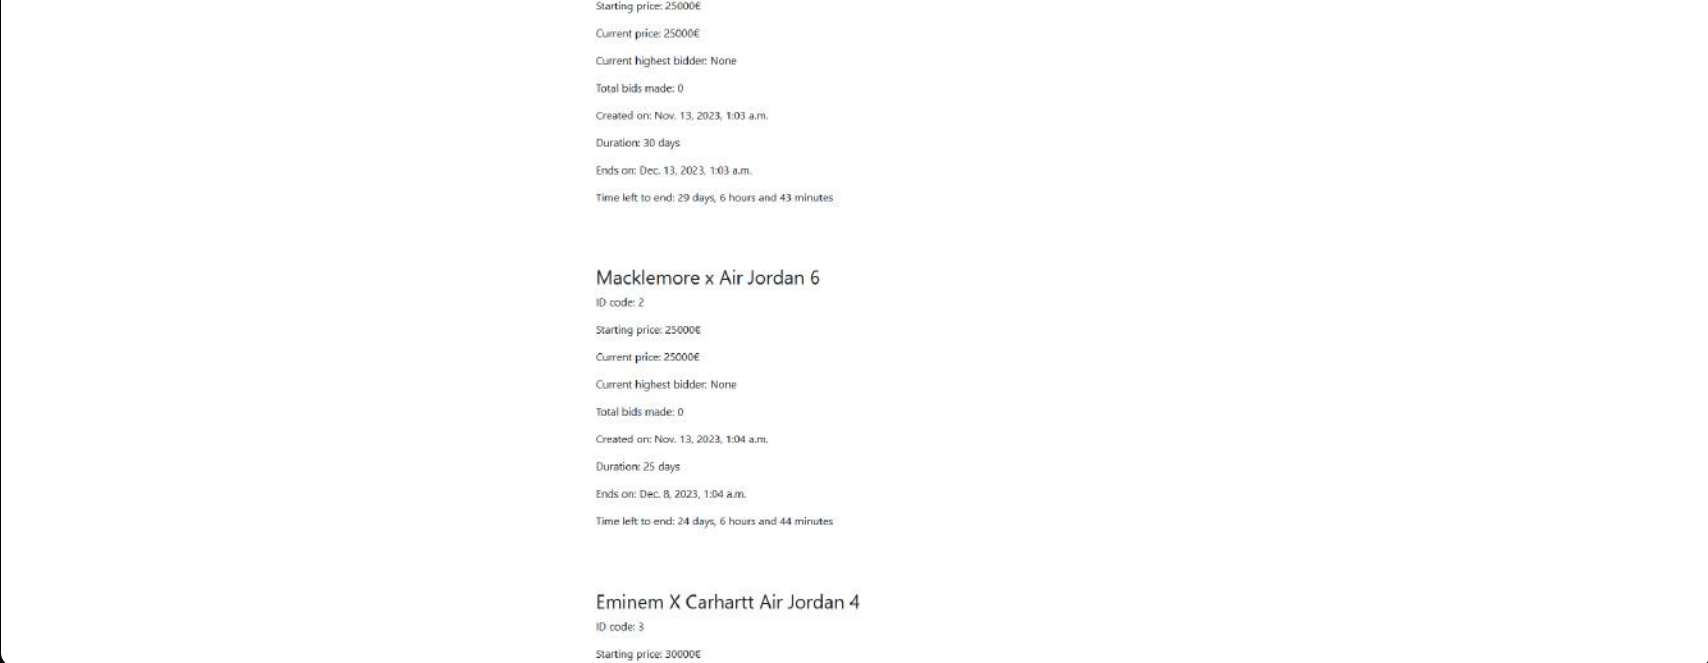 Starting price: 25000€
Current price: 25000€
Current highest bidder: None
Total bids made: 0
Created on: Nov. 13, 2023, 1:03 a.m.
Duration: 30 days
Ends on: Dec. 13, 2023, 1:03 a.m.
Time left to end: 29 days, 6 hours and 43 minutes
Macklemore x Air Jordan 6
ID code: 2
Starting price: 25000€
Current price: 25000€
Current highest bidder: None
Total bids made: 0
Created on: Nov. 13, 2023, 1:04 a.m.
Duration: 25 days
Ends on: Dec. 8, 2023, 1:04 a.m.
Time left to end: 24 days, 6 hours and 44 minutes
Eminem X Carhartt Air Jordan 4
ID code: 3
Starting price: 30000€